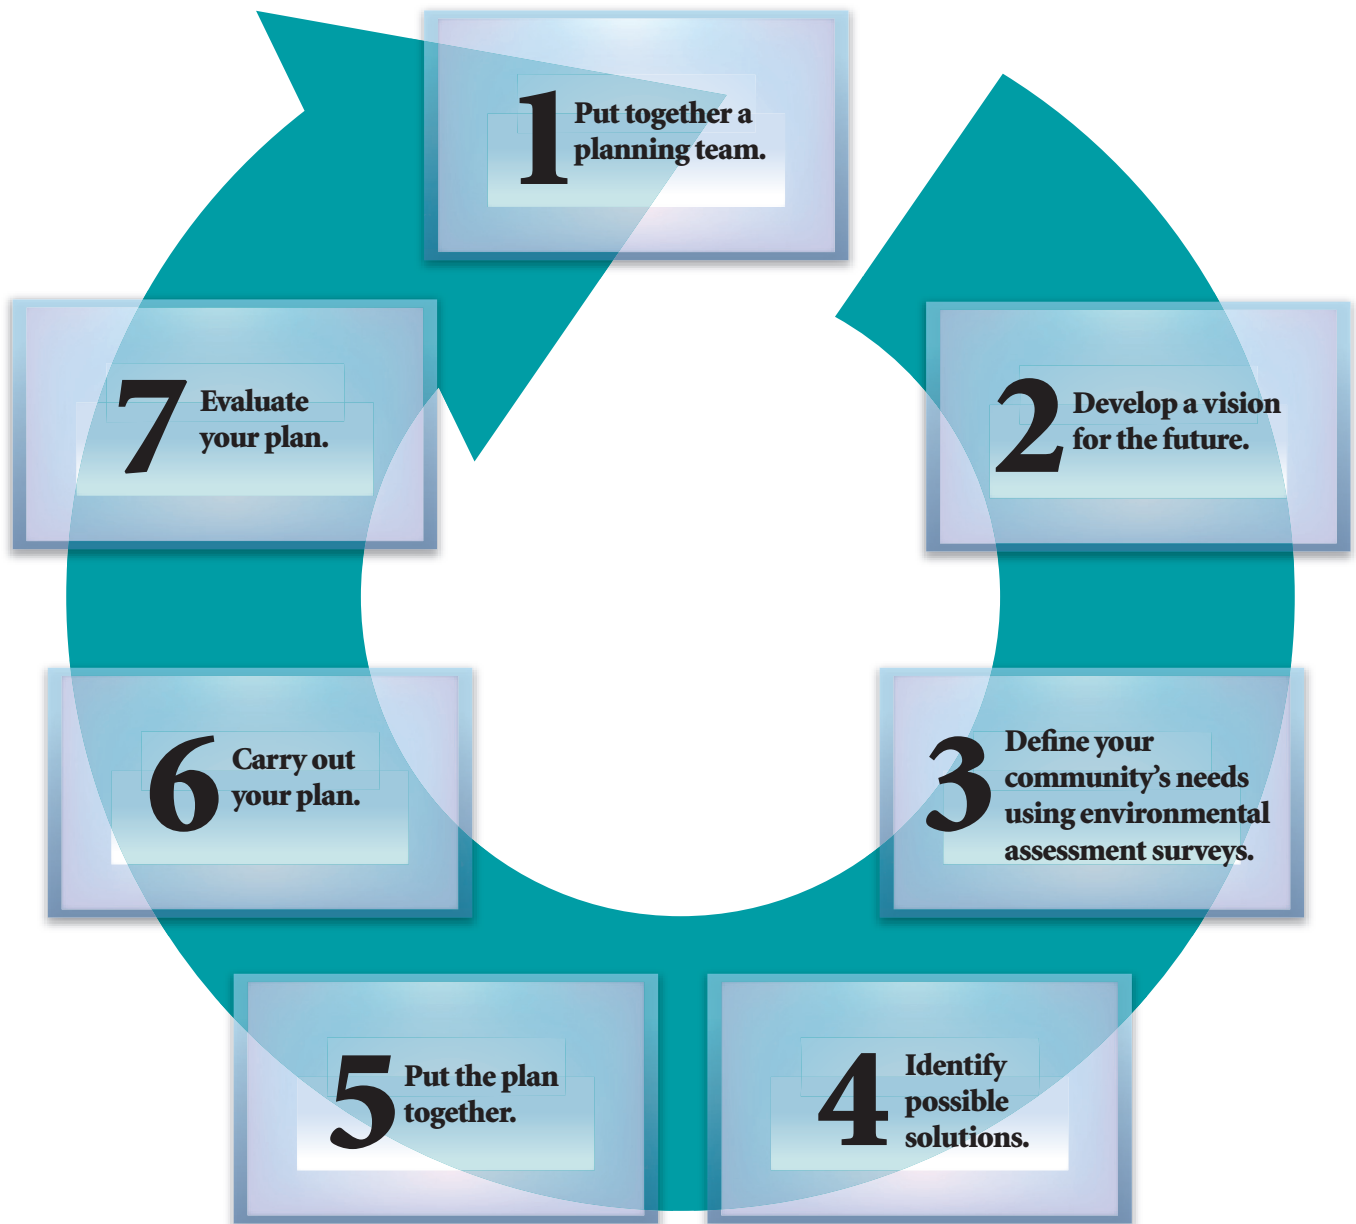 1 Put together a
planning team.
2 Develop a vision
for the future.
3 Define your
community’s needs
using environmental
assessment surveys.
4 Identify
possible
solutions.
5 Put the plan
together.
6 Carry out
your plan.
7 Evaluate
your plan.